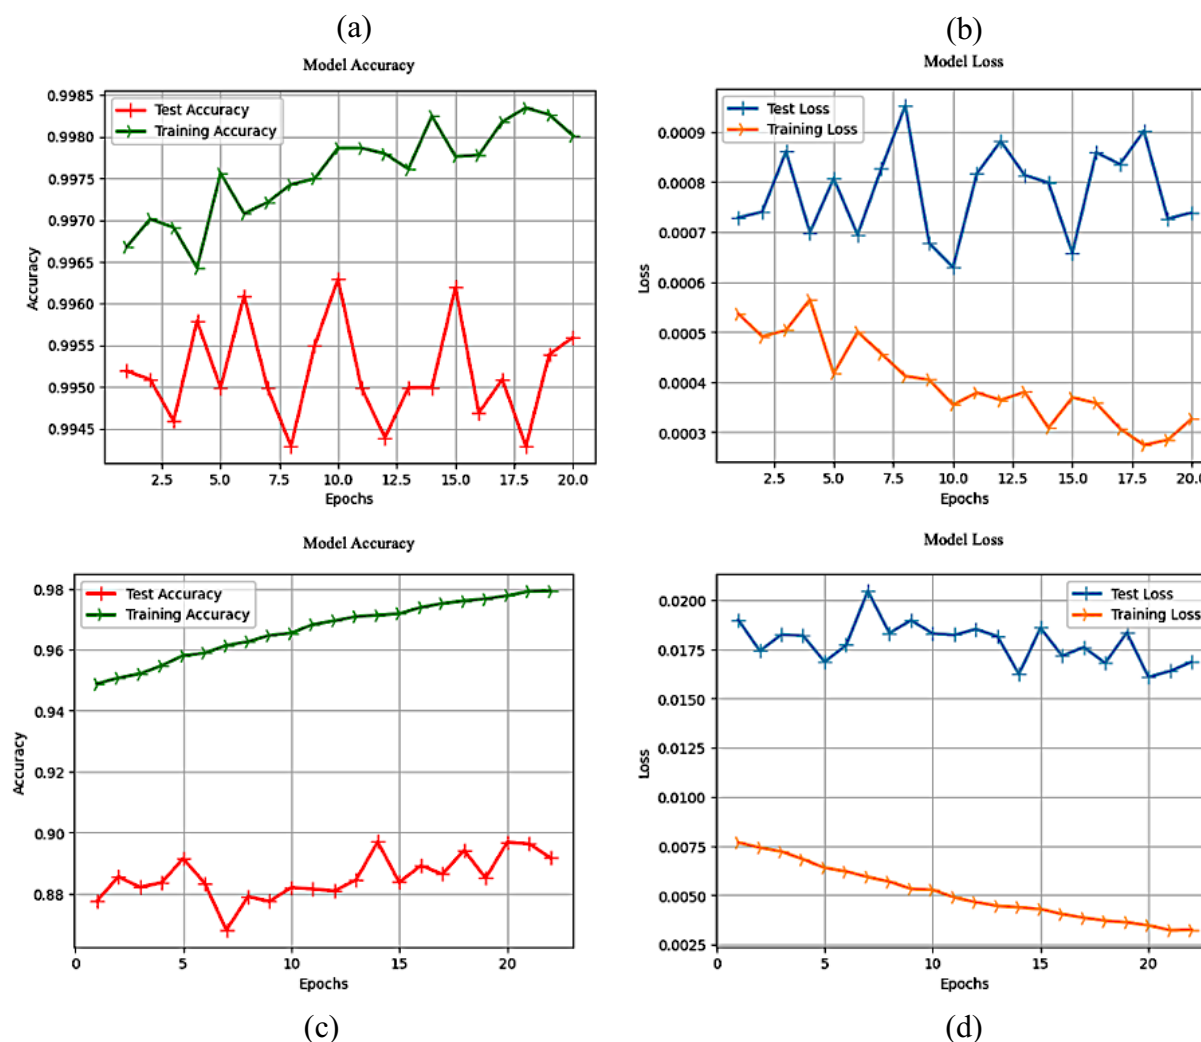 (a)
Model Accuracy
Test Accuracy
Training Accuracy
0.9985
0.9980
0.9975
0.9970
0.9965
0.9960
0.9955
0.9950
0.9945
Accuracy
2.5 5.0 7.5 10.0 12.5 15.0 17.5 20.0
Epochs
(b)
Model Loss
Test Loss
Training Loss
0.0009
0.0008
0.0007
0.0006
0.0005
0.0004
0.0003
Loss
2.5 5.0 7.5 10.0 12.5 15.0 17.5 20.0
Epochs
Model Accuracy
Test Accuracy
Training Accuracy
0.98
0.96
0.94
0.92
0.90
0.88
Accuracy
0 5 10 15 20
Epochs
(c)
Model Loss
Test Loss
Training Loss
0.0200
0.0175
0.0150
0.0125
0.0100
0.0075
0.0050
0.0025
Loss
0 5 10 15 20
Epochs
(d)